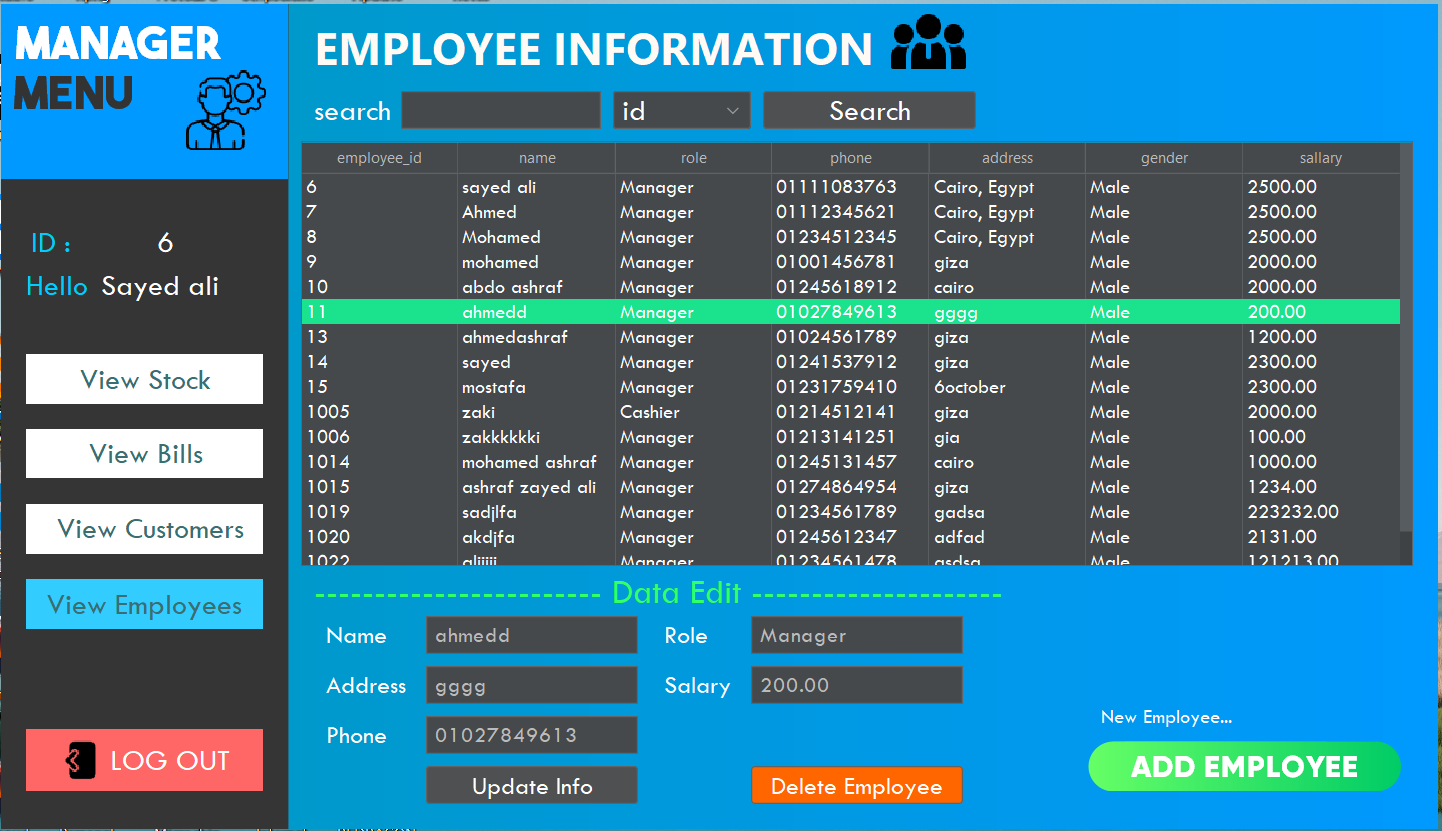 MANAGER
MENU
ID : 6
Hello Sayed ali
View Stock
View Bills
View Customers
View Employees
LOG OUT
EMPLOYEE INFORMATION
search id Search
employee_id name role phone address gender sallary
6 sayed ali Manager 01111083763 Cairo, Egypt Male 2500.00
7 Ahmed Manager 01112345621 Cairo, Egypt Male 2500.00
8 Mohamed Manager 01234512345 Cairo, Egypt Male 2500.00
9 mohamed Manager 01001456781 giza Male 2000.00
10 abdo ashraf Manager 01245618912 cairo Male 2000.00
11 ahmedd Manager 01027849613 gggg Male 200.00
13 ahmedashraf Manager 01024561789 giza Male 1200.00
14 sayed Manager 01241537912 giza Male 2300.00
15 mostafa Manager 01231759410 6october Male 2300.00
1005 zaki Cashier 01214512141 giza Male 2000.00
1006 zakkkkkki Manager 01213141251 gia Male 100.00
1014 mohamed ashraf Manager 01245131457 cairo Male 1000.00
1015 ashraf zayed ali Manager 01274864954 giza Male 1234.00
1019 sadjlfa Manager 01234561789 gadsa Male 223232.00
1020 akdjfa Manager 01245612347 adfad Male 2131.00
1022 Manager 01234561478 asdsa Male 121213.00
Data Edit
Name ahmedd Role Manager
Address gggg Salary 200.00
Phone 01027849613
Update Info Delete Employee
New Employee...
ADD EMPLOYEE